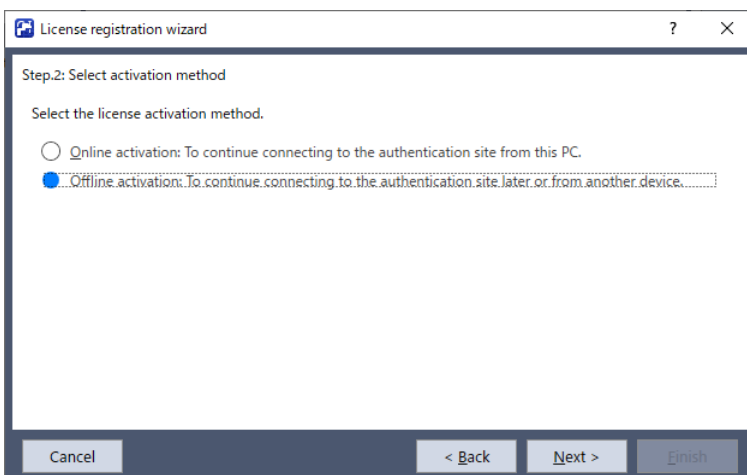 License registration wizard
Step.2: Select activation method
Select the license activation method.
Online activation: To continue connecting to the authentication site from this PC.
Offline activation: To continue connecting to the authentication site later or from another device.
Cancel
< Back
Next >
Finish